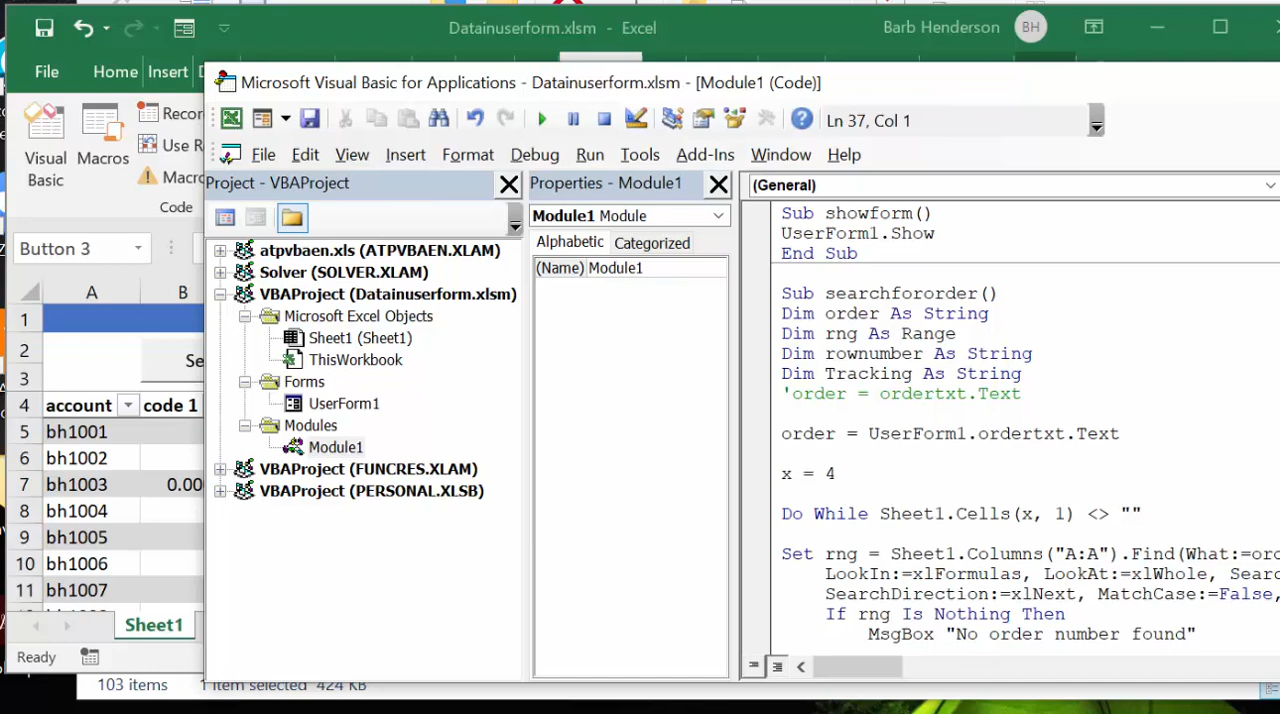 Datainuserform.xlsm - Excel
Barb Henderson
BH
File
Home
Insert
Visual Basic
Macros
Recor
Use R
Macro
Code
Button 3
A
B
1
2
Se
3
4 account code 1
5 bh1001
6 bh1002
7 bh1003 0.00
8 bh1004
9 bh1005
10 bh1006
11 bh1007
Sheet1
Ready
103 items 1 item selected 424 KB
Microsoft Visual Basic for Applications - Datainuserform.xlsm - [Module1 (Code)]
Ln 37, Col 1
File Edit View Insert Format Debug Run Tools Add-Ins Window Help
Project - VBAProject
atpvbaen.xls (ATPVBAEN.XLAM)
Solver (SOLVER.XLAM)
VBAProject (Datainuserform.xlsm)
Microsoft Excel Objects
Sheet1 (Sheet1)
ThisWorkbook
Forms
UserForm1
Modules
Module1
VBAProject (FUNCRES.XLAM)
VBAProject (PERSONAL.XLSB)
Properties - Module1
Module1 Module
Alphabetic Categorized
(Name) Module1
(General)
Sub showform()
UserForm1.Show
End Sub
Sub searchfororder()
Dim order As String
Dim rng As Range
Dim rownumber As String
Dim Tracking As String
'order = ordertxt.Text
order = UserForm1.ordertxt.Text
x = 4
Do While Sheet1.Cells(x, 1) <> ""
Set rng = Sheet1.Columns("A:A").Find(What:=orc
LookIn:=xlFormulas, LookAt:=xlWhole, Searc
SearchDirection:=xlNext, MatchCase:=False,
If rng Is Nothing Then
MsgBox "No order number found"